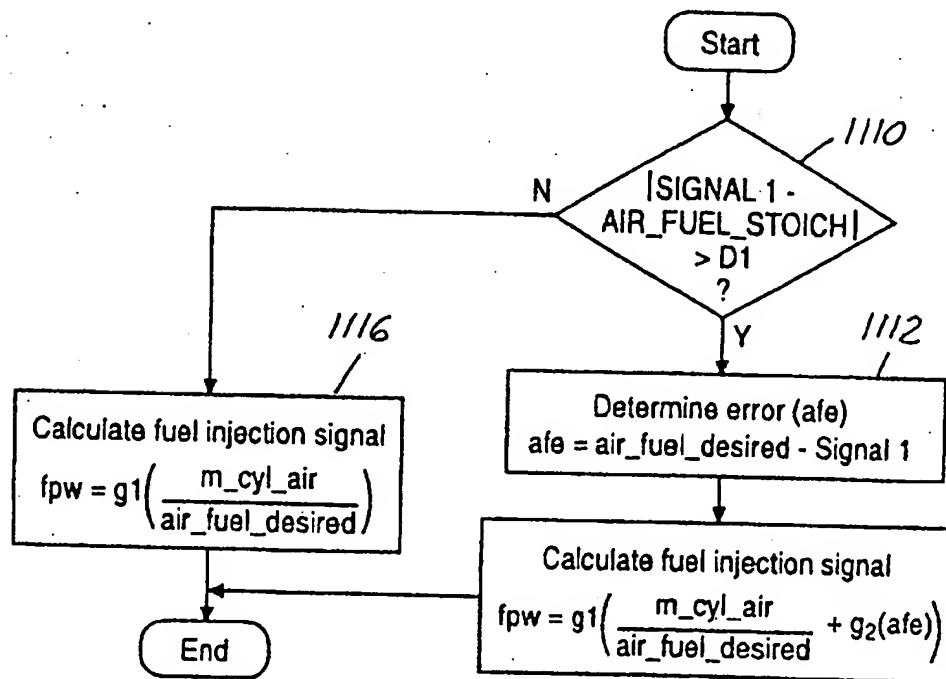 Start
1110
|SIGNAL 1 -
AIR_FUEL_STOICH|
> D1
?
N
Y
1116
1112
Calculate fuel injection signal
fpw = g1(m_cyl_air / air_fuel_desired)
Determine error (afe)
afe = air_fuel_desired - Signal 1
Calculate fuel injection signal
fpw = g1(m_cyl_air / air_fuel_desired + g₂(afe))
End